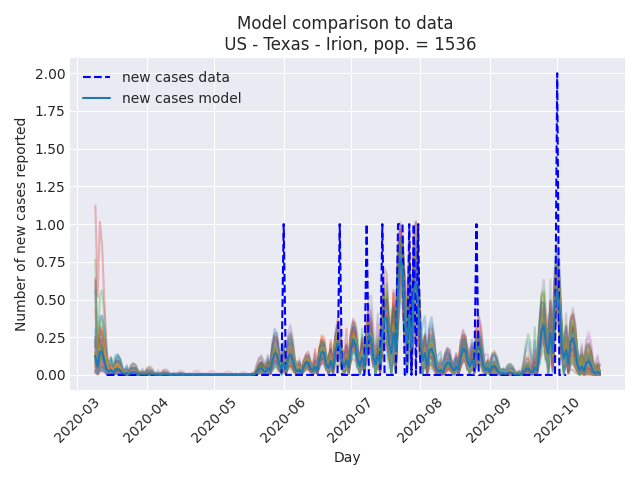 Model comparison to data
US - Texas - Irion, pop. = 1536
new cases data
new cases model
Number of new cases reported
2.00
1.75
1.50
1.25
1.00
0.75
0.50
0.25
0.00
2020-03
2020-04
2020-05
2020-06
2020-07
2020-08
2020-09
2020-10
Day